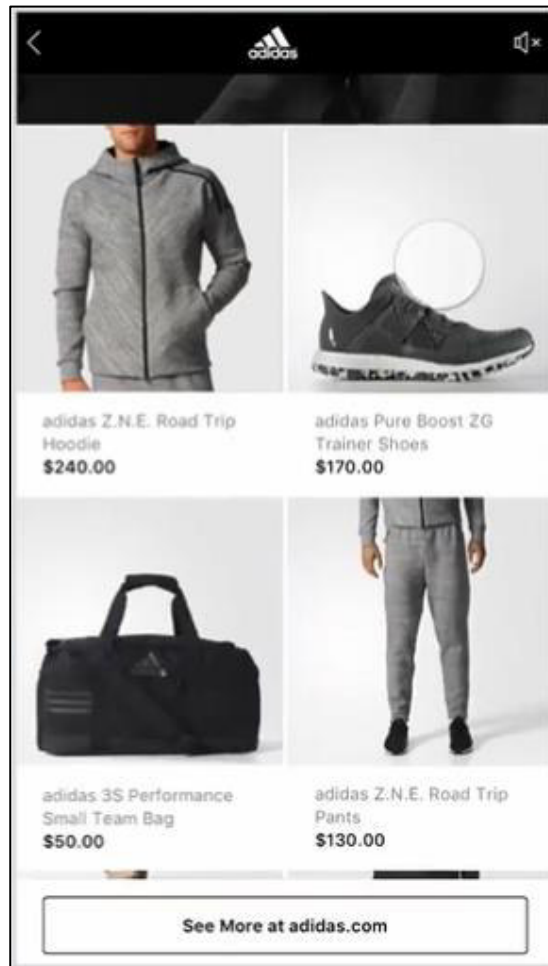 adidas
adidas Z.N.E. Road Trip
Hoodie
$240.00
adidas Pure Boost ZG
Trainer Shoes
$170.00
adidas 3S Performance
Small Team Bag
$50.00
adidas Z.N.E. Road Trip
Pants
$130.00
See More at adidas.com